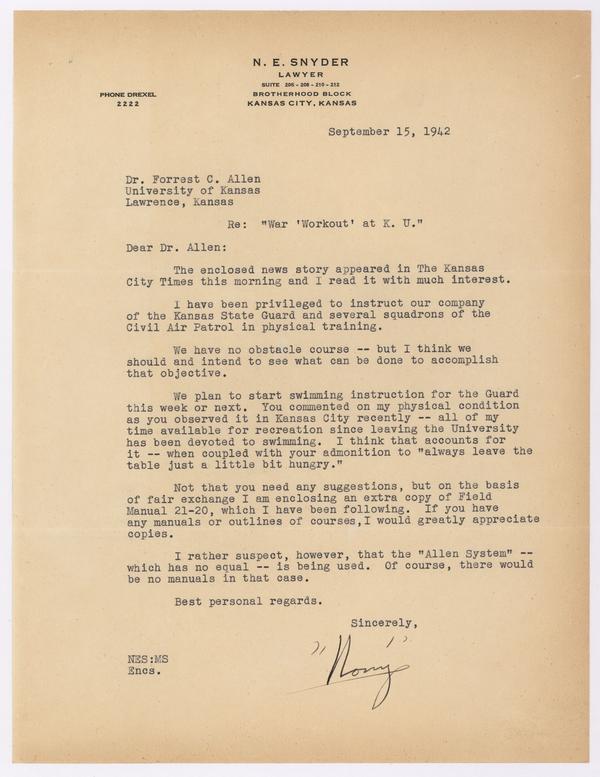 N. E. SNYDER
LAWYER
SUITE 206 - 208 - 210 - 212
BROTHERHOOD BLOCK
KANSAS CITY, KANSAS
PHONE DREXEL
2222
September 15, 1942
Dr. Forrest C. Allen
University of Kansas
Lawrence, Kansas
Re: "War 'Workout' at K. U."
Dear Dr. Allen:
The enclosed news story appeared in The Kansas
City Times this morning and I read it with much interest.
I have been privileged to instruct our company
of the Kansas State Guard and several squadrons of the
Civil Air Patrol in physical training.
We have no obstacle course -- but I think we
should and intend to see what can be done to accomplish
that objective.
We plan to start swimming instruction for the Guard
this week or next. You commented on my physical condition
as you observed it in Kansas City recently -- all of my
time available for recreation since leaving the University
has been devoted to swimming. I think that accounts for
it -- when coupled with your admonition to "always leave the
table just a little bit hungry."
Not that you need any suggestions, but on the basis
of fair exchange I am enclosing an extra copy of Field
Manual 21-20, which I have been following. If you have
any manuals or outlines of courses, I would greatly appreciate
copies.
I rather suspect, however, that the "Allen System" --
which has no equal -- is being used. Of course, there would
be no manuals in that case.
Best personal regards.
Sincerely,
NES:MS
Encs.